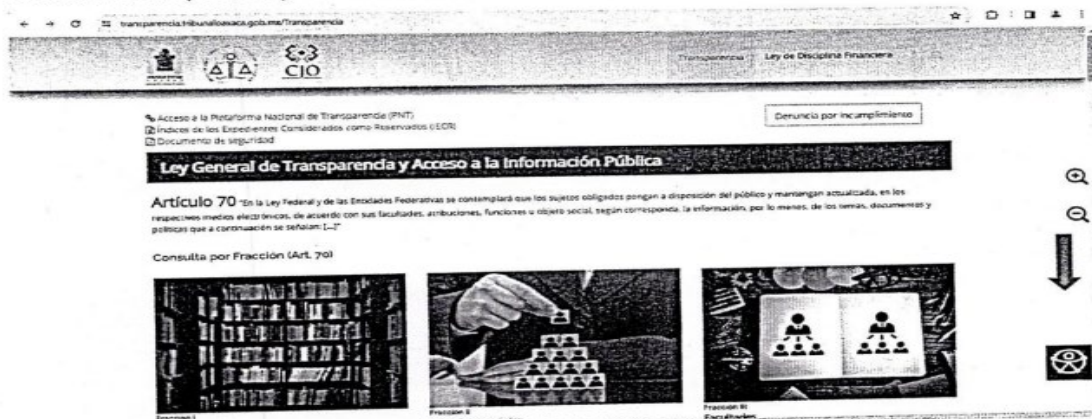 transparencia.tribunaloaxaca.gob.mx/Transparencia
CJO
Transparencia Ley de Disciplina Financiera
Acceso a la Plataforma Nacional de Transparencia (PNT)
Denuncia por incumplimiento
Índices de los Expedientes Considerados como Reservados (IECR)
Documento de seguridad
Ley General de Transparencia y Acceso a la Información Pública
Artículo 70 "En la Ley Federal y de las Entidades Federativas se contemplará que los sujetos obligados pongan a disposición del público y mantengan actualizada, en los
respectivos medios electrónicos, de acuerdo con sus facultades, atribuciones, funciones u objeto social, según corresponda, la información, por lo menos, de los temas, documentos y
políticas que a continuación se señalan: [...]"
Consulta por Fracción (Art. 70)
Fracción I
Fracción II
Fracción III
Facultades